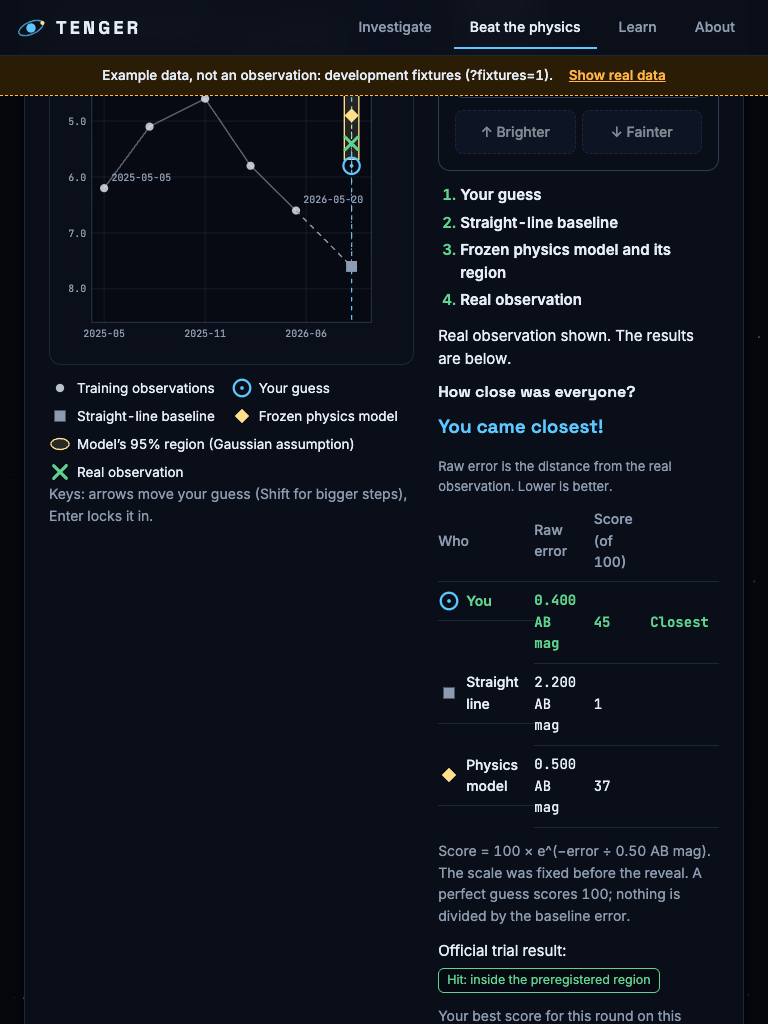 TENGER
Investigate
Beat the physics
Learn
About
Example data, not an observation: development fixtures (?fixtures=1). Show real data
5.0
6.0
7.0
8.0
2025-05-05
2026-05-20
2025-05
2025-11
2026-06
Training observations
Your guess
Straight-line baseline
Frozen physics model
Model's 95% region (Gaussian assumption)
Real observation
Keys: arrows move your guess (Shift for bigger steps),
Enter locks it in.
↑ Brighter
↓ Fainter
1. Your guess
2. Straight-line baseline
3. Frozen physics model and its
region
4. Real observation
Real observation shown. The results
are below.
How close was everyone?
You came closest!
Raw error is the distance from the real
observation. Lower is better.
Who
Raw
error
Score
(of
100)
You
0.400
AB
mag
45
Closest
Straight
line
2.200
AB
mag
1
Physics
model
0.500
AB
mag
37
Score = 100 × e^(−error ÷ 0.50 AB mag).
The scale was fixed before the reveal. A
perfect guess scores 100; nothing is
divided by the baseline error.
Official trial result:
Hit: inside the preregistered region
Your best score for this round on this